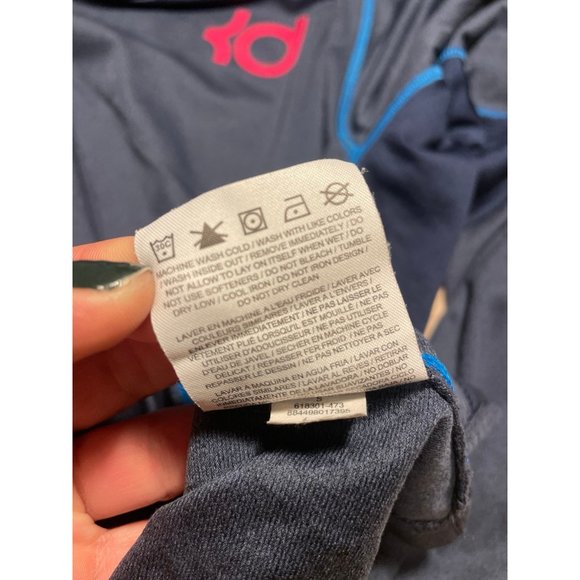 KD
30C
MACHINE WASH COLD / WASH WITH LIKE COLORS
/ WASH INSIDE OUT / REMOVE IMMEDIATELY / DO
NOT ALLOW TO LAY ON ITSELF WHEN WET / DO
NOT USE SOFTENERS / DO NOT BLEACH / TUMBLE
DRY LOW / COOL IRON / DO NOT IRON DESIGN /
DO NOT DRY CLEAN
LAVER EN MACHINE A L'EAU FROIDE / LAVER AVEC
COULEURS SIMILAIRES / LAVER À L'ENVERS /
ENLEVER IMMÉDIATEMENT / NE PAS LAISSER LE
VÊTEMENT PLIÉ LORSQU'IL EST MOUILLÉ / NE PAS
UTILISER D'ADOUCISSEUR / NE PAS UTILISER
D'EAU DE JAVEL / SECHER EN MACHINE CYCLE
DELICAT / REPASSER FER FROID / NE PAS
REPASSER LE DESSIN / NE PAS NETTOYER A SEC
LAVAR A MAQUINA EN AGUA FRIA / LAVAR CON
COLORES SIMILARES / LAVAR AL REVÉS / RETIRAR
INMEDIATAMENTE DE LA LAVADORA / NO DOBLAR
S
618301-473
884498017395